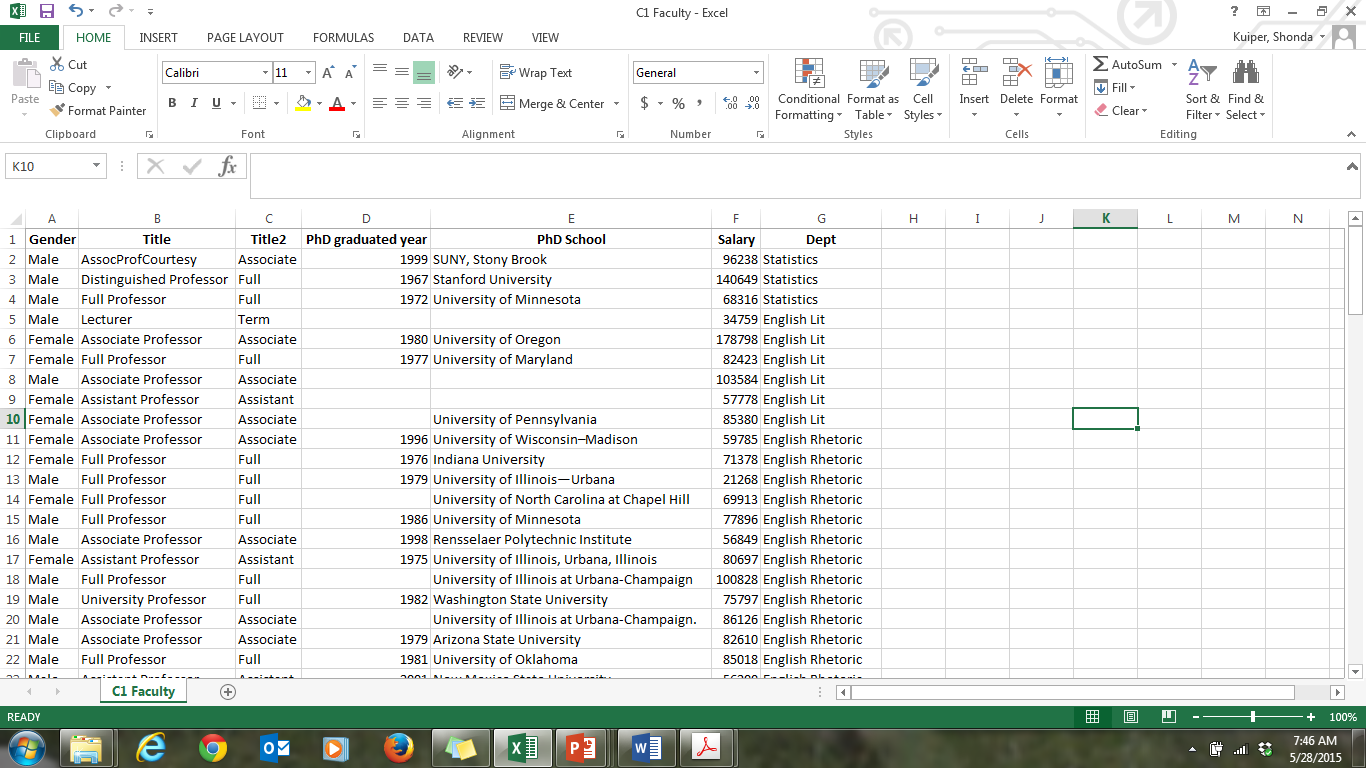 C1 Faculty - Excel
FILE HOME INSERT PAGE LAYOUT FORMULAS DATA REVIEW VIEW Kuiper, Shonda
Paste Cut Copy Format Painter
Calibri 11 B I U
Wrap Text Merge & Center
General $ % ,
Conditional Formatting Format as Table Cell Styles
Insert Delete Format
AutoSum Fill Clear Sort & Filter Find & Select
Clipboard Font Alignment Number Styles Cells Editing
K10 fx
A B C D E F G H I J K L M N
1 Gender Title Title2 PhD graduated year PhD School Salary Dept
2 Male AssocProfCourtesy Associate 1999 SUNY, Stony Brook 96238 Statistics
3 Male Distinguished Professor Full 1967 Stanford University 140649 Statistics
4 Male Full Professor Full 1972 University of Minnesota 68316 Statistics
5 Male Lecturer Term 34759 English Lit
6 Female Associate Professor Associate 1980 University of Oregon 178798 English Lit
7 Female Full Professor Full 1977 University of Maryland 82423 English Lit
8 Male Associate Professor Associate 103584 English Lit
9 Female Assistant Professor Assistant 57778 English Lit
10 Female Associate Professor Associate University of Pennsylvania 85380 English Lit
11 Female Associate Professor Associate 1996 University of Wisconsin–Madison 59785 English Rhetoric
12 Female Full Professor Full 1976 Indiana University 71378 English Rhetoric
13 Male Full Professor Full 1979 University of Illinois—Urbana 21268 English Rhetoric
14 Female Full Professor Full University of North Carolina at Chapel Hill 69913 English Rhetoric
15 Male Full Professor Full 1986 University of Minnesota 77896 English Rhetoric
16 Male Associate Professor Associate 1998 Rensselaer Polytechnic Institute 56849 English Rhetoric
17 Female Assistant Professor Assistant 1975 University of Illinois, Urbana, Illinois 80697 English Rhetoric
18 Male Full Professor Full University of Illinois at Urbana-Champaign 100828 English Rhetoric
19 Male University Professor Full 1982 Washington State University 75797 English Rhetoric
20 Male Associate Professor Associate University of Illinois at Urbana-Champaign. 86126 English Rhetoric
21 Male Associate Professor Associate 1979 Arizona State University 82610 English Rhetoric
22 Male Full Professor Full 1981 University of Oklahoma 85018 English Rhetoric
C1 Faculty
READY 100%
7:46 AM
5/28/2015